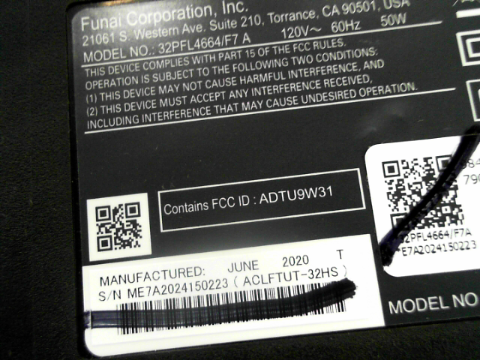 Funai Corporation, Inc.
21061 S. Western Ave. Suite 210, Torrance, CA 90501, USA
MODEL NO.: 32PFL4664/F7 A 120V~ 60Hz 50W
THIS DEVICE COMPLIES WITH PART 15 OF THE FCC RULES.
OPERATION IS SUBJECT TO THE FOLLOWING TWO CONDITIONS:
(1) THIS DEVICE MAY NOT CAUSE HARMFUL INTERFERENCE, AND
(2) THIS DEVICE MUST ACCEPT ANY INTERFERENCE RECEIVED,
INCLUDING INTERFERENCE THAT MAY CAUSE UNDESIRED OPERATION.
Contains FCC ID : ADTU9W31
MANUFACTURED: JUNE 2020 T
S/N ME7A2024150223 ( ACLFTUT-32HS )
32PFL4664/F7A
*E7A2024150223
MODEL NO